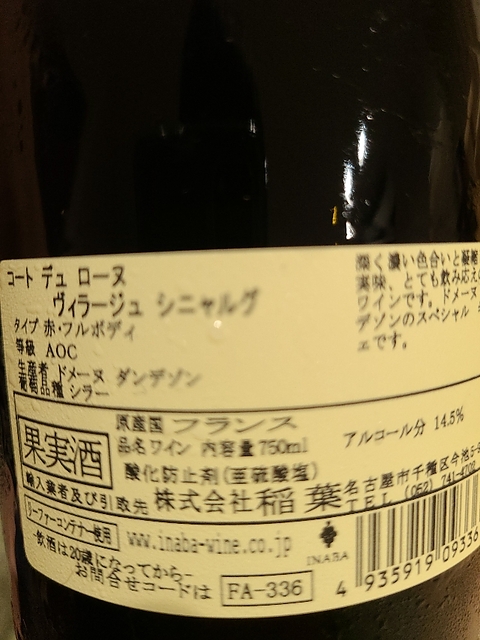 コート デュ ローヌ
ヴィラージュ シニャルグ
タイプ 赤・フルボディ
等級 AOC
生産者 ドメーヌ ダンデゾン
葡萄品種 シラー
深く濃い色合いと凝縮
実味、とても飲み応え
ワインです。ドメーヌ
デゾンのスペシャル
ェです。
果実酒
原産国 フランス
品名 ワイン 内容量 750ml
アルコール分 14.5%
酸化防止剤(亜硫酸塩)
輸入業者及び引取先 株式会社 稲葉
名古屋市千種区今池5-
TEL (052) 741-4702
リーファーコンテナー使用
www.inaba-wine.co.jp
INABA
-飲酒は20歳になってから-
お問合せコードは FA-336
4 935919 09336